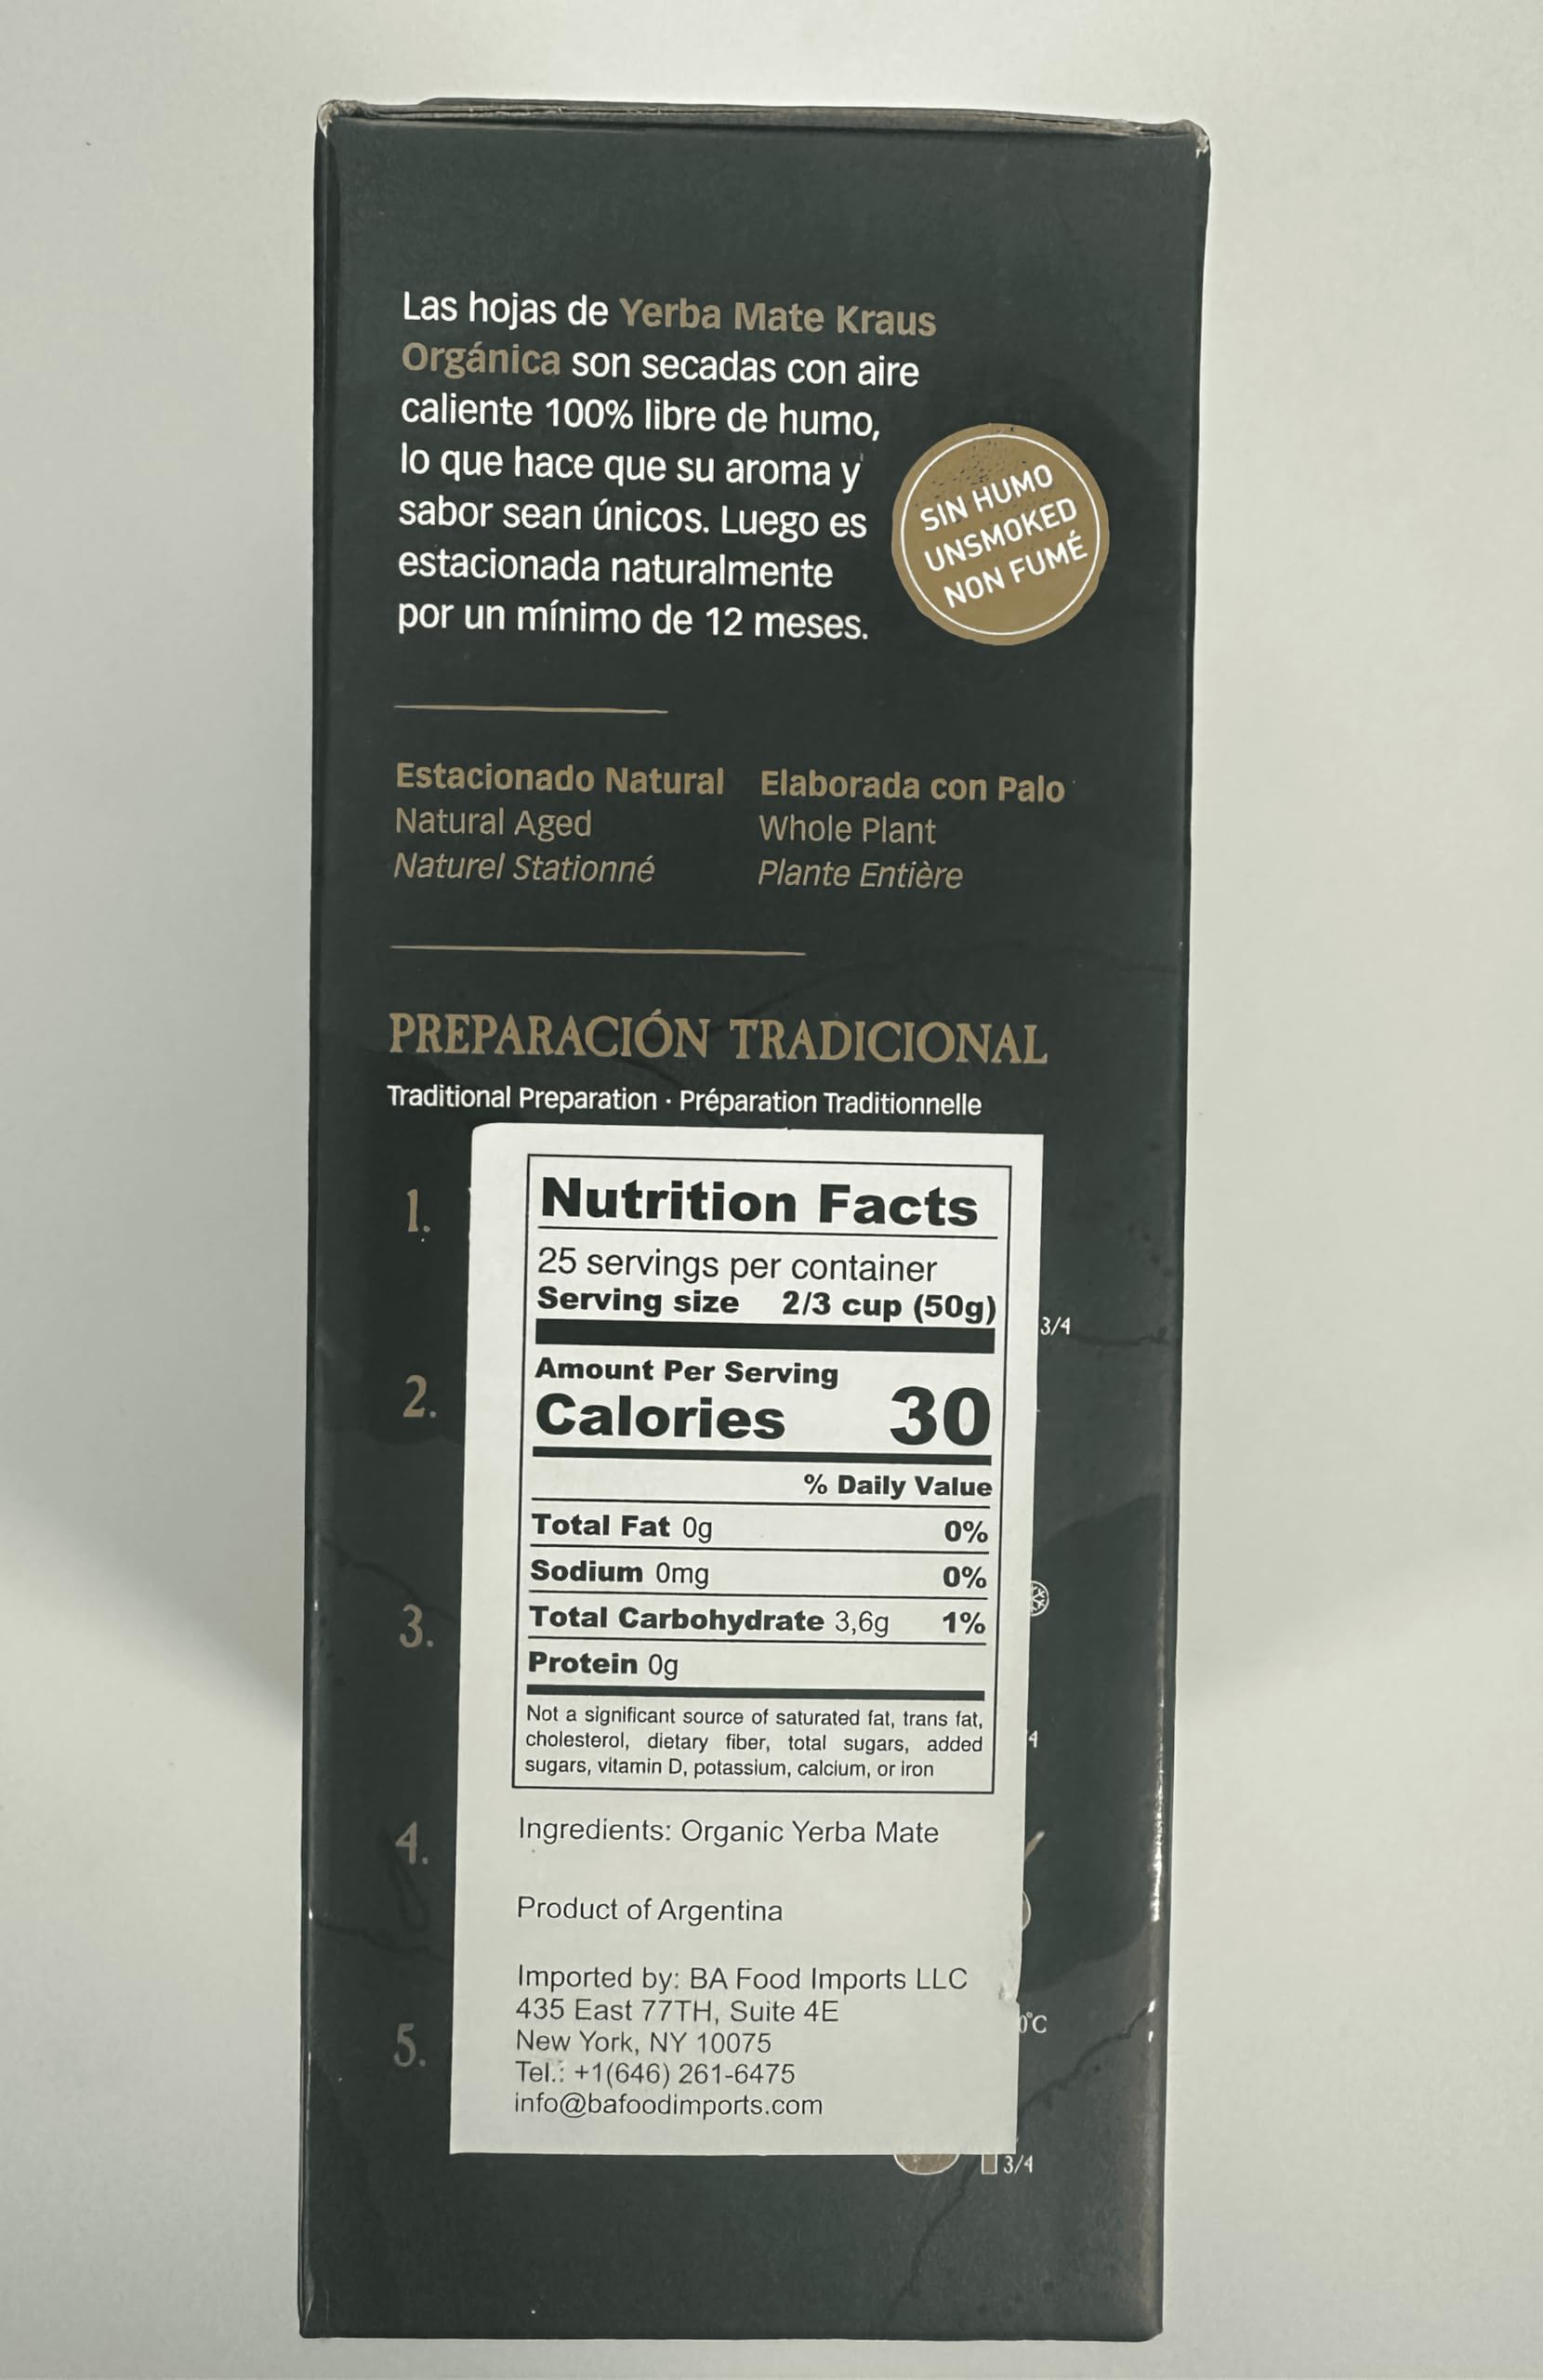 Las hojas de Yerba Mate Kraus
Orgánica son secadas con aire
caliente 100% libre de humo,
lo que hace que su aroma y
sabor sean únicos. Luego es
estacionada naturalmente
por un mínimo de 12 meses.
SIN HUMO
UNSMOKED
NON FUMÉ
Estacionado Natural
Natural Aged
Naturel Stationné
Elaborada con Palo
Whole Plant
Plante Entière
PREPARACIÓN TRADICIONAL
Traditional Preparation · Préparation Traditionnelle
1.
3/4
2.
3.
4
4.
5.
°C
3/4
Nutrition Facts
25 servings per container
Serving size 2/3 cup (50g)
Amount Per Serving
Calories 30
% Daily Value
Total Fat 0g 0%
Sodium 0mg 0%
Total Carbohydrate 3,6g 1%
Protein 0g
Not a significant source of saturated fat, trans fat,
cholesterol, dietary fiber, total sugars, added
sugars, vitamin D, potassium, calcium, or iron
Ingredients: Organic Yerba Mate
Product of Argentina
Imported by: BA Food Imports LLC
435 East 77TH, Suite 4E
New York, NY 10075
Tel.: +1(646) 261-6475
info@bafoodimports.com